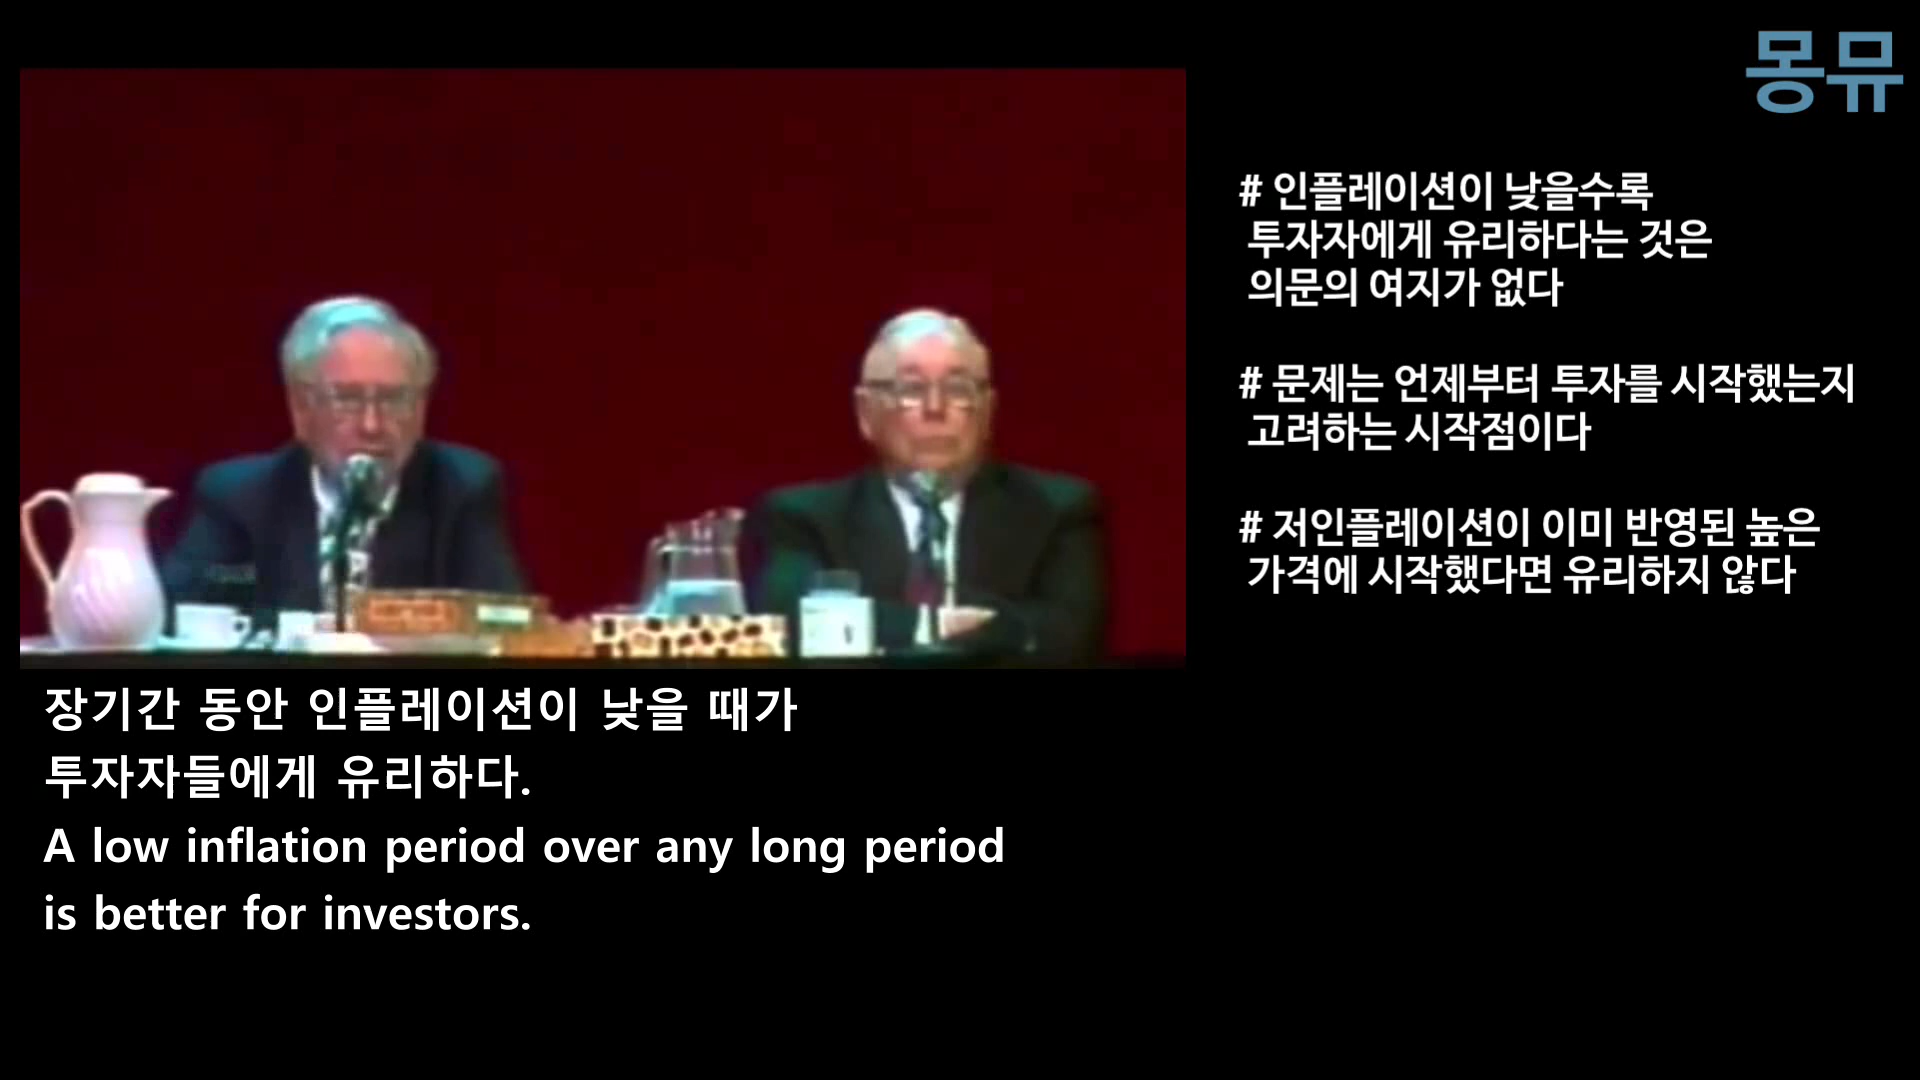 몽뮤
# 인플레이션이 낮을수록
투자자에게 유리하다는 것은
의문의 여지가 없다
# 문제는 언제부터 투자를 시작했는지
고려하는 시작점이다
# 저인플레이션이 이미 반영된 높은
가격에 시작했다면 유리하지 않다
장기간 동안 인플레이션이 낮을 때가
투자자들에게 유리하다.
A low inflation period over any long period
is better for investors.